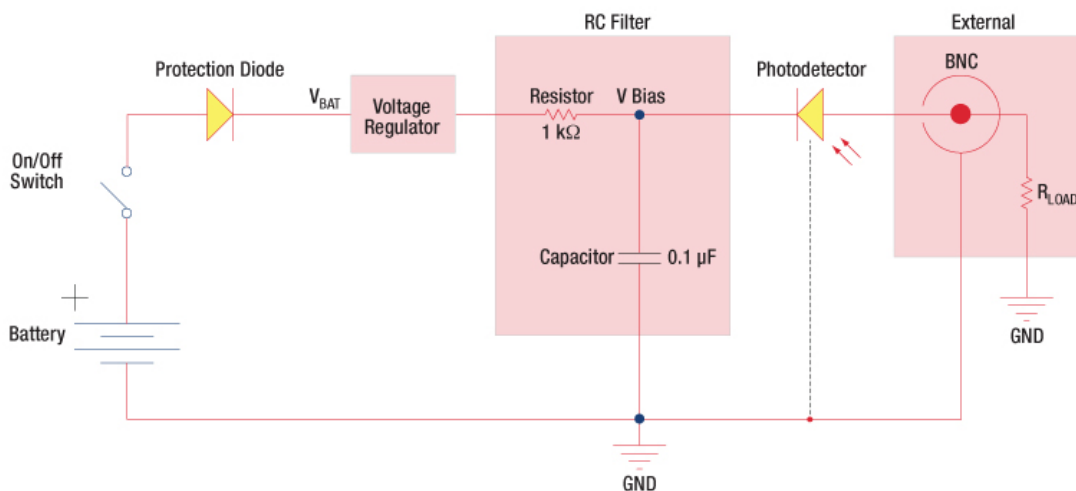 RC Filter
External
Protection Diode
V_BAT
Voltage
Regulator
Resistor
1 kΩ
V Bias
Photodetector
BNC
On/Off
Switch
R_LOAD
Capacitor
0.1 µF
+
Battery
GND
GND